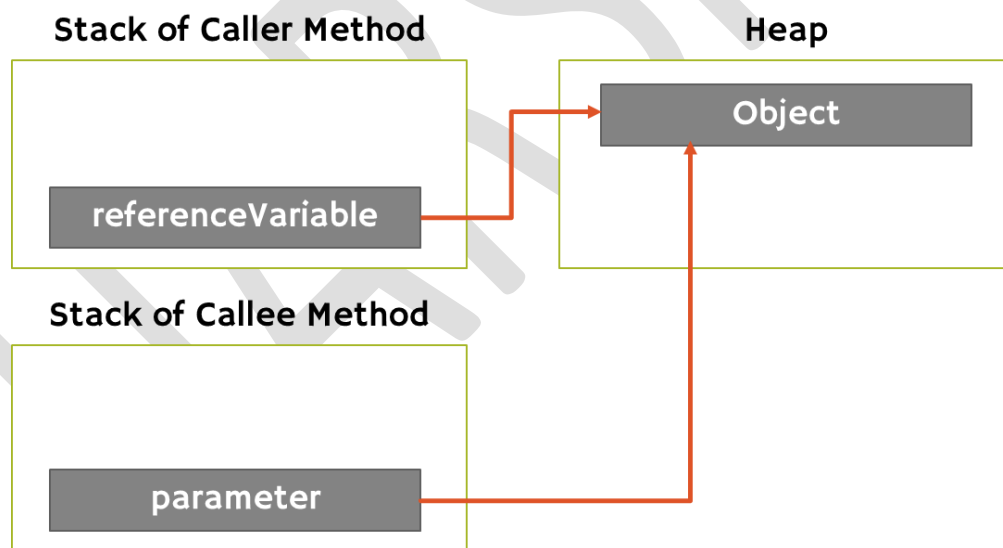 Stack of Caller Method
Heap
Object
referenceVariable
Stack of Callee Method
parameter